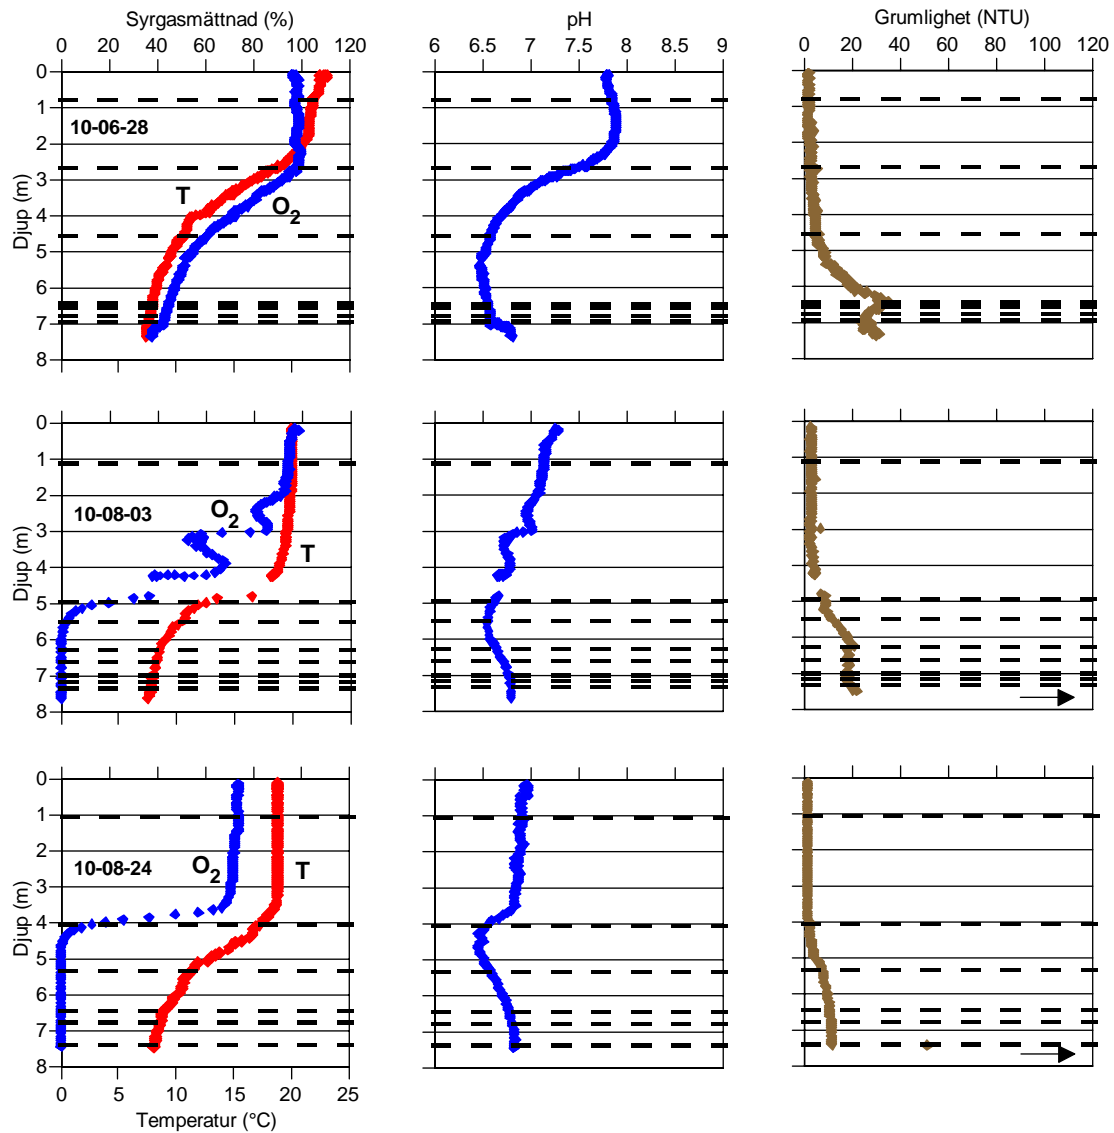 Syrgasmättnad (%)
pH
Grumlighet (NTU)
0 20 40 60 80 100 120
6 6.5 7 7.5 8 8.5 9
0 20 40 60 80 100 120
0
1
2
3
4
5
6
7
8
Djup (m)
10-06-28
T
O2
0
1
2
3
4
5
6
7
8
Djup (m)
10-08-03
O2
T
0
1
2
3
4
5
6
7
8
Djup (m)
10-08-24
O2
T
0 5 10 15 20 25
Temperatur (°C)